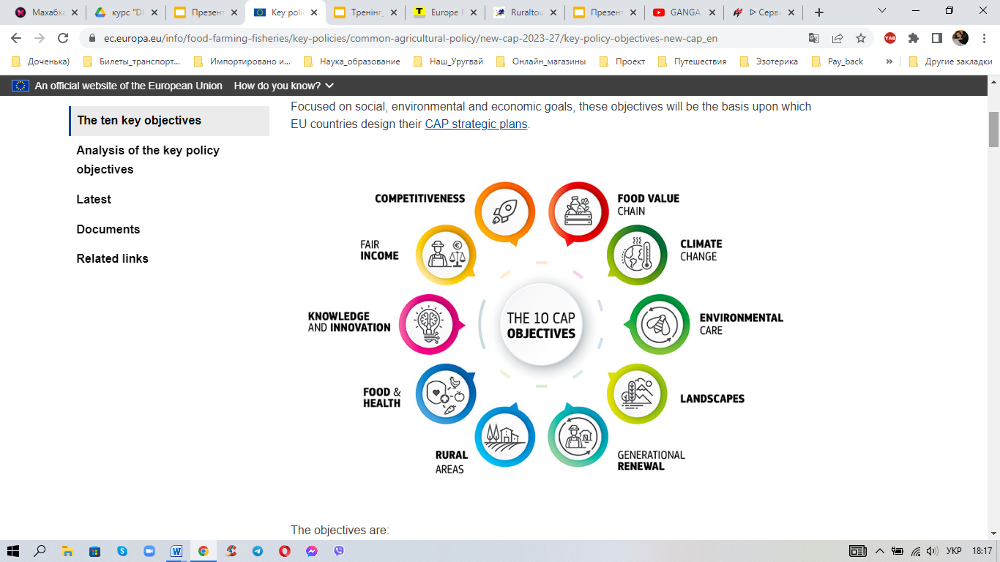 Махабха
курс "DI
Презент
Key polic
Тренінг_
Europe F
Ruraltou
Презент
GANGA
ᐈ Серви
ec.europa.eu/info/food-farming-fisheries/key-policies/common-agricultural-policy/new-cap-2023-27/key-policy-objectives-new-cap_en
YAB
Доченька)
Билеты_транспорт...
Импортировано и...
Наука_образование
Наш_Уругвай
Онлайн_магазины
Проект
Путешествия
Эзотерика
Pay_back
»
Другие закладки
An official website of the European Union
How do you know?
The ten key objectives
Analysis of the key policy
objectives
Latest
Documents
Related links
Focused on social, environmental and economic goals, these objectives will be the basis upon which
EU countries design their CAP strategic plans.
COMPETITIVENESS
FOOD VALUE
CHAIN
FAIR
INCOME
CLIMATE
CHANGE
KNOWLEDGE
AND INNOVATION
THE 10 CAP
OBJECTIVES
ENVIRONMENTAL
CARE
FOOD &
HEALTH
LANDSCAPES
RURAL
AREAS
GENERATIONAL
RENEWAL
The objectives are:
УКР
18:17